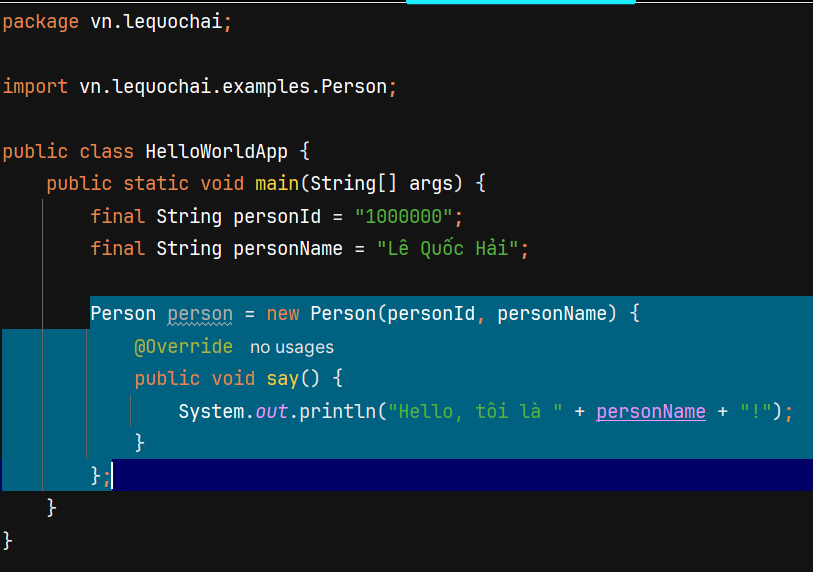 package vn.lequochai;
import vn.lequochai.examples.Person;
public class HelloWorldApp {
    public static void main(String[] args) {
        final String personId = "1000000";
        final String personName = "Lê Quốc Hải";
        Person person = new Person(personId, personName) {
            @Override no usages
            public void say() {
                System.out.println("Hello, tôi là " + personName + "!");
            }
        };
    }
}